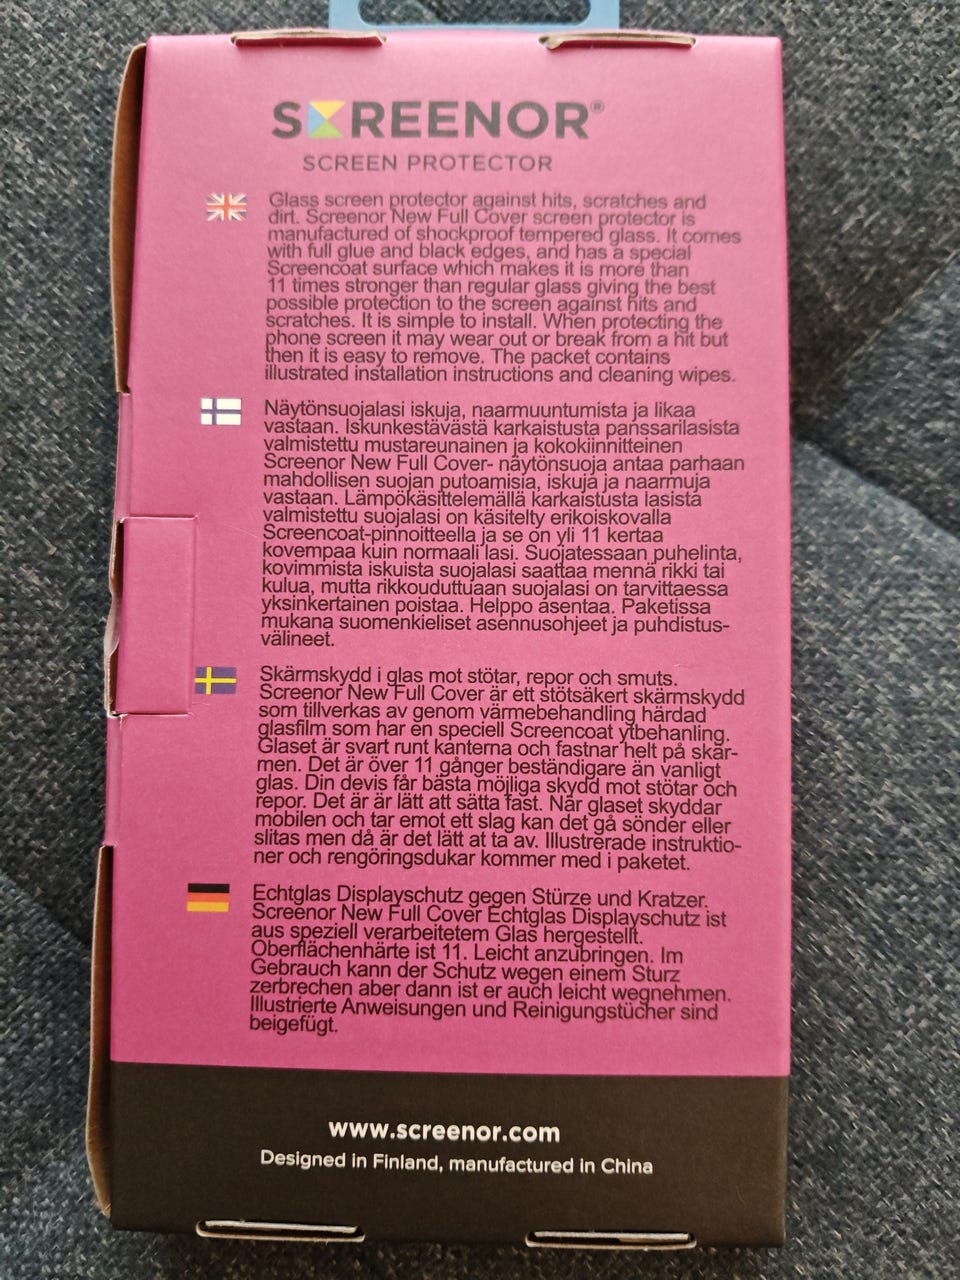 SCREENOR®
SCREEN PROTECTOR
Glass screen protector against hits, scratches and
dirt. Screenor New Full Cover screen protector is
manufactured of shockproof tempered glass. It comes
with full glue and black edges, and has a special
Screencoat surface which makes it is more than
11 times stronger than regular glass giving the best
possible protection to the screen against hits and
scratches. It is simple to install. When protecting the
phone screen it may wear out or break from a hit but
then it is easy to remove. The packet contains
illustrated installation instructions and cleaning wipes.
Näytönsuojalasi iskuja, naarmuuntumista ja likaa
vastaan. Iskunkestävästä karkaistusta panssarilasista
valmistettu mustareunainen ja kokokiinnitteinen
Screenor New Full Cover- näytönsuoja antaa parhaan
mahdollisen suojan putoamisia, iskuja ja naarmuja
vastaan. Lämpökäsittelemällä karkaistusta lasista
valmistettu suojalasi on käsitelty erikoiskovalla
Screencoat-pinnoitteella ja se on yli 11 kertaa
kovempaa kuin normaali lasi. Suojatessaan puhelinta,
kovimmista iskuista suojalasi saattaa mennä rikki tai
kulua, mutta rikkouduttuaan suojalasi on tarvittaessa
yksinkertainen poistaa. Helppo asentaa. Paketissa
mukana suomenkieliset asennusohjeet ja puhdistus-
välineet.
Skärmskydd i glas mot stötar, repor och smuts.
Screenor New Full Cover är ett stötsäkert skärmskydd
som tillverkas av genom värmebehandling härdad
glasfilm som har en speciell Screencoat ytbehanling.
Glaset är svart runt kanterna och fastnar helt på skär-
men. Det är över 11 gånger beständigare än vanligt
glas. Din devis får bästa möjliga skydd mot stötar och
repor. Det är är lätt att sätta fast. När glaset skyddar
mobilen och tar emot ett slag kan det gå sönder eller
slitas men då är det lätt at ta av. Illustrerade instruktio-
ner och rengöringsdukar kommer med i paketet.
Echtglas Displayschutz gegen Stürze und Kratzer.
Screenor New Full Cover Echtglas Displayschutz ist
aus speziell verarbeitetem Glas hergestellt.
Oberflächenhärte ist 11. Leicht anzubringen. Im
Gebrauch kann der Schutz wegen einem Sturz
zerbrechen aber dann ist er auch leicht wegnehmen.
Illustrierte Anweisungen und Reinigungstücher sind
beigefügt.
www.screenor.com
Designed in Finland, manufactured in China